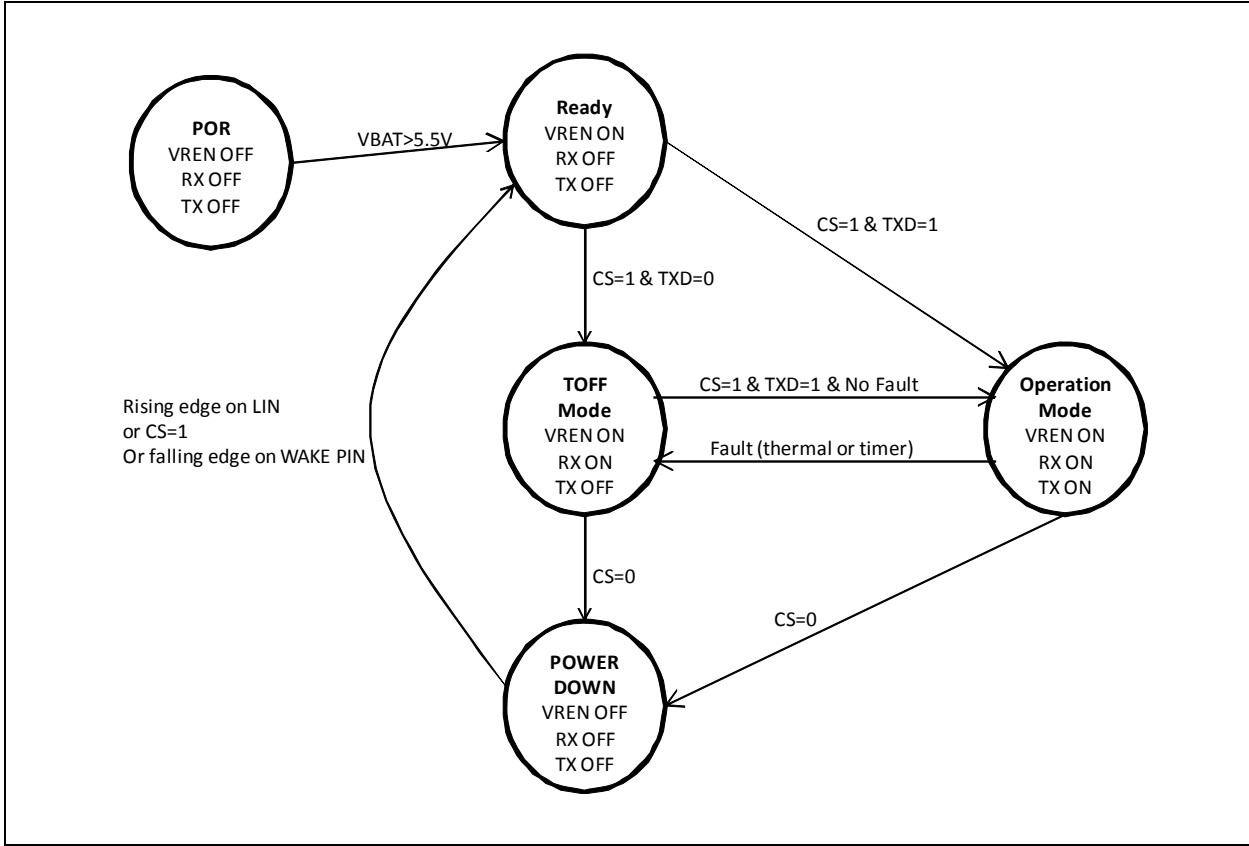 POR
VREN OFF
RX OFF
TX OFF
VBAT>5.5V
Ready
VREN ON
RX OFF
TX OFF
CS=1 & TXD=1
CS=1 & TXD=0
TOFF
Mode
VREN ON
RX ON
TX OFF
CS=1 & TXD=1 & No Fault
Fault (thermal or timer)
Operation
Mode
VREN ON
RX ON
TX ON
Rising edge on LIN
or CS=1
Or falling edge on WAKE PIN
CS=0
CS=0
POWER
DOWN
VREN OFF
RX OFF
TX OFF